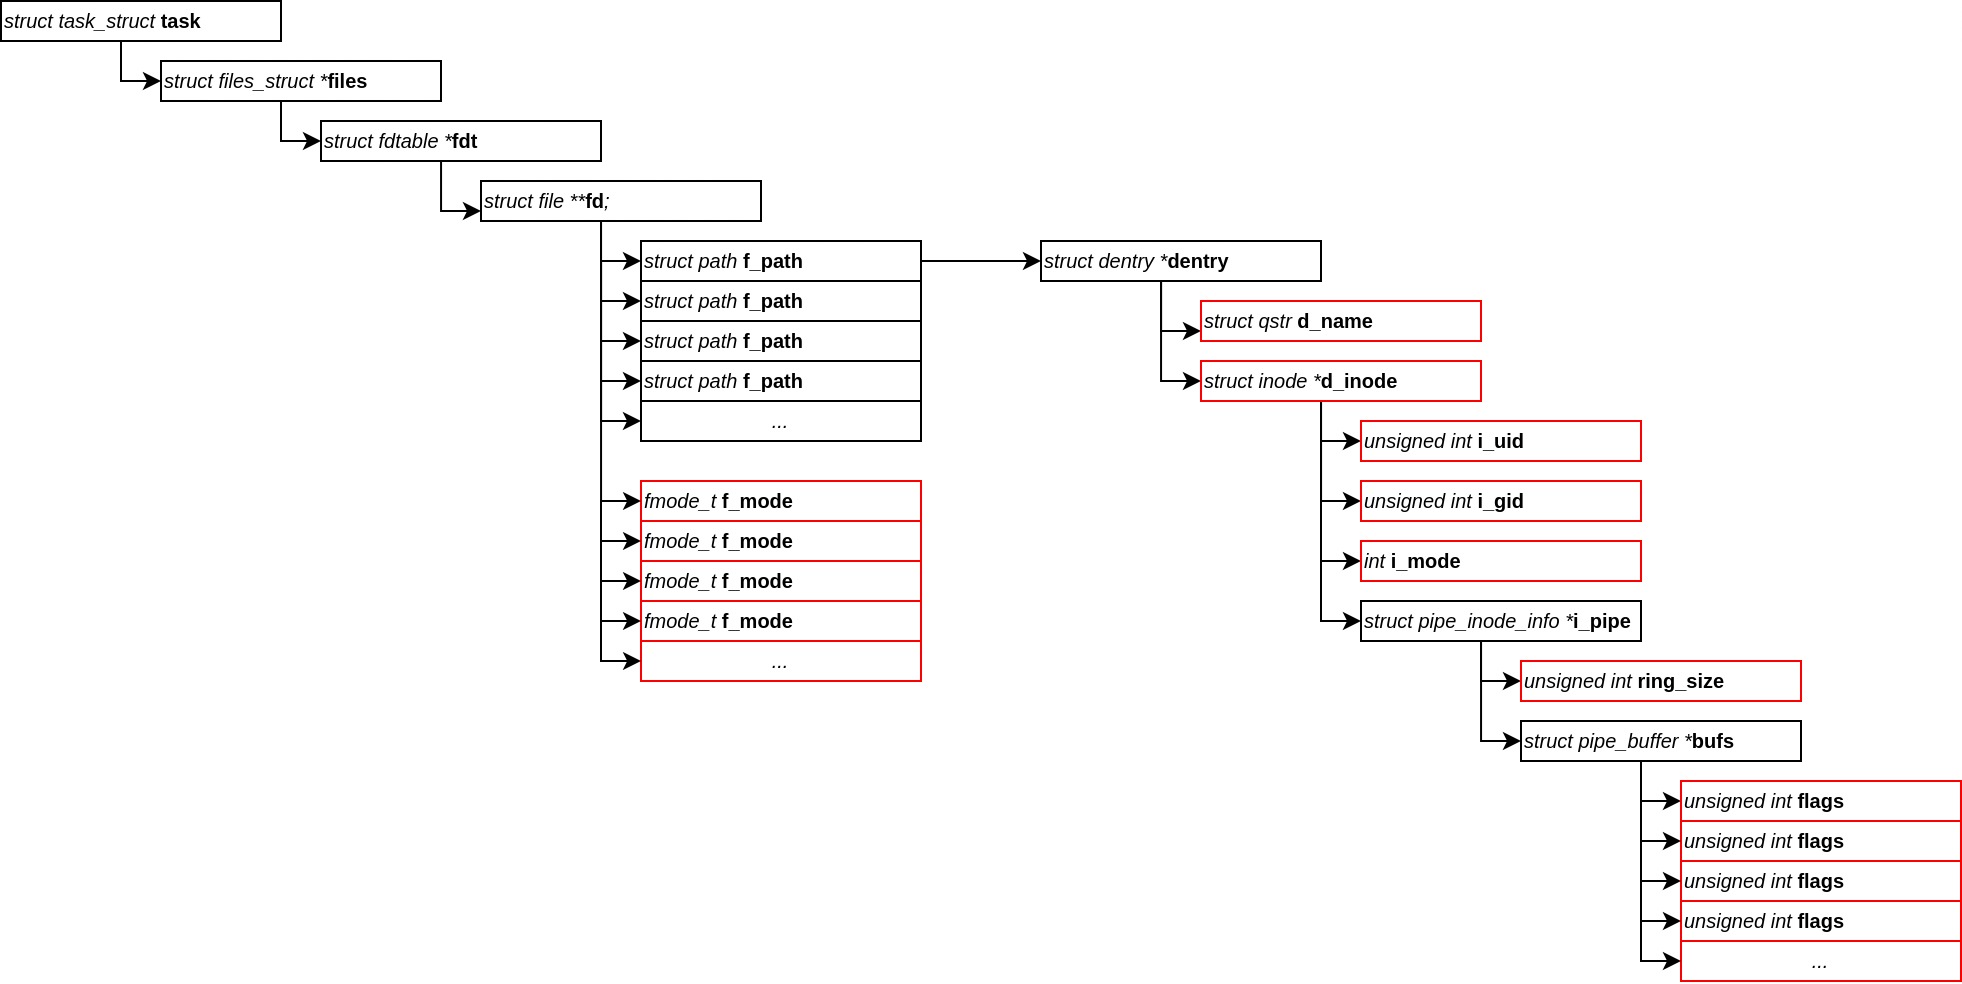 struct task_struct task
struct files_struct *files
struct fdtable *fdt
struct file **fd;
struct path f_path
struct path f_path
struct path f_path
struct path f_path
...
fmode_t f_mode
fmode_t f_mode
fmode_t f_mode
fmode_t f_mode
...
struct dentry *dentry
struct qstr d_name
struct inode *d_inode
unsigned int i_uid
unsigned int i_gid
int i_mode
struct pipe_inode_info *i_pipe
unsigned int ring_size
struct pipe_buffer *bufs
unsigned int flags
unsigned int flags
unsigned int flags
unsigned int flags
...